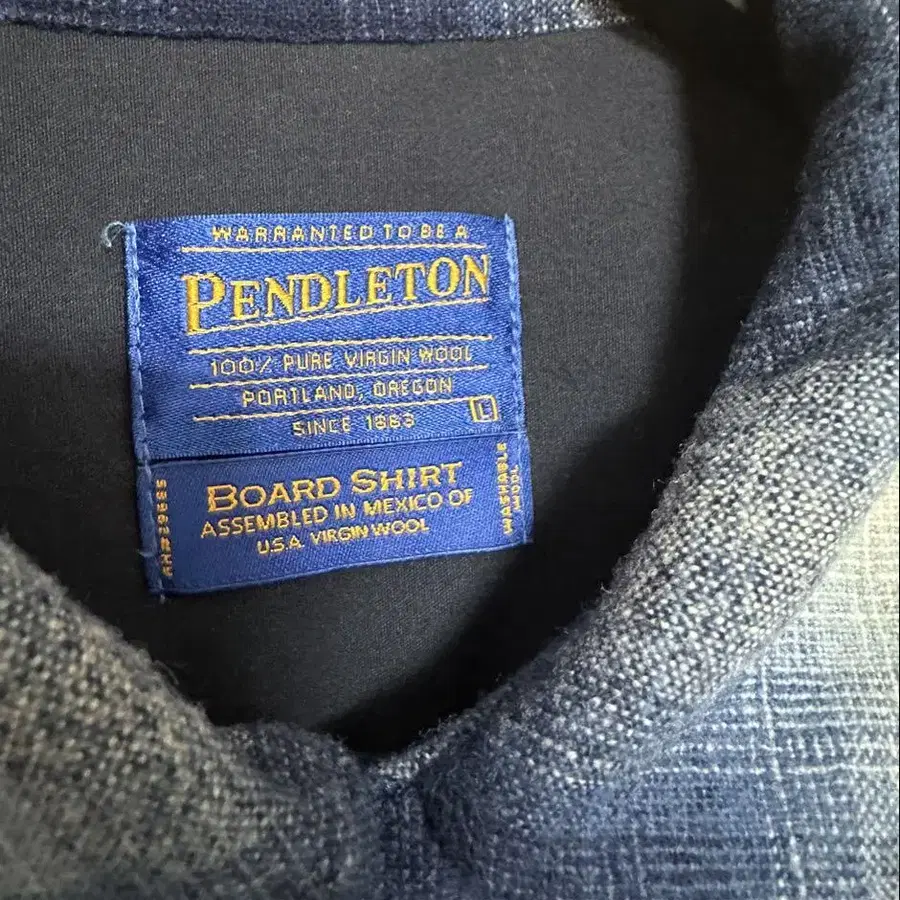 WARRANTED TO BE A
PENDLETON
100% PURE VIRGIN WOOL
PORTLAND, OREGON
SINCE 1863
L
BOARD SHIRT
ASSEMBLED IN MEXICO OF
U.S.A. VIRGIN WOOL
WASHABLE
WOOL